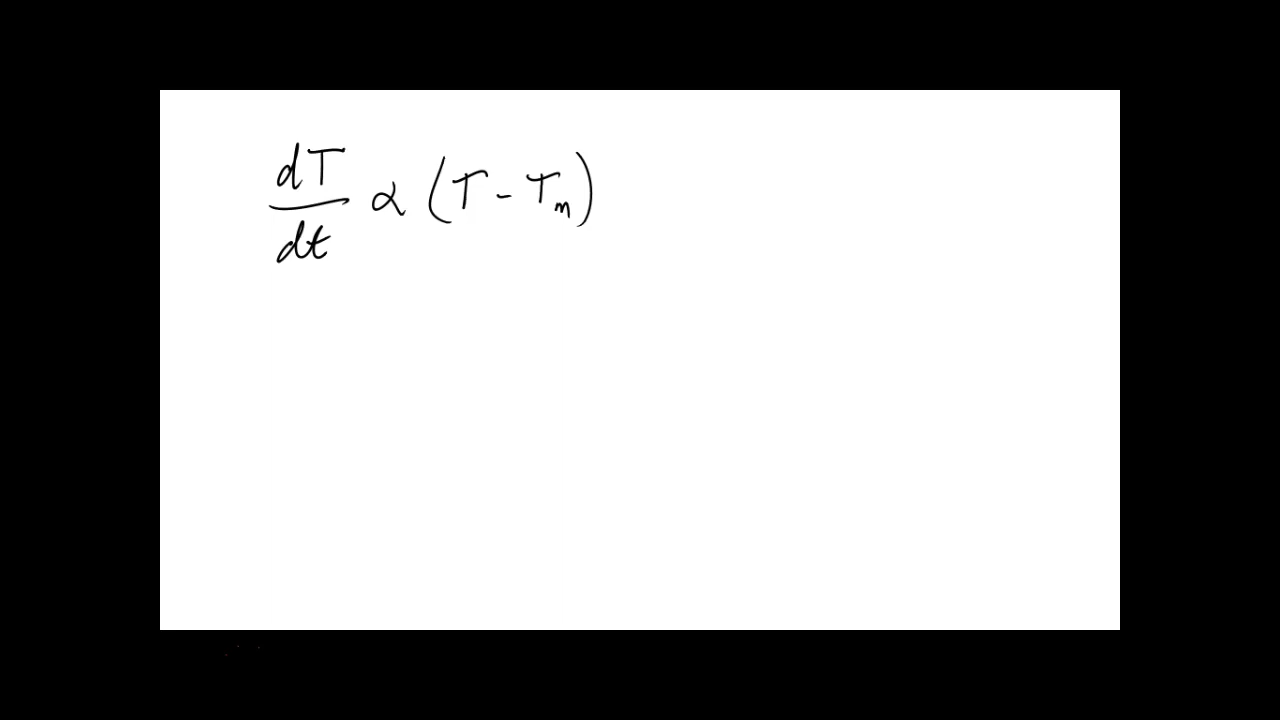 dT/dt ∝ (T - Tₘ)